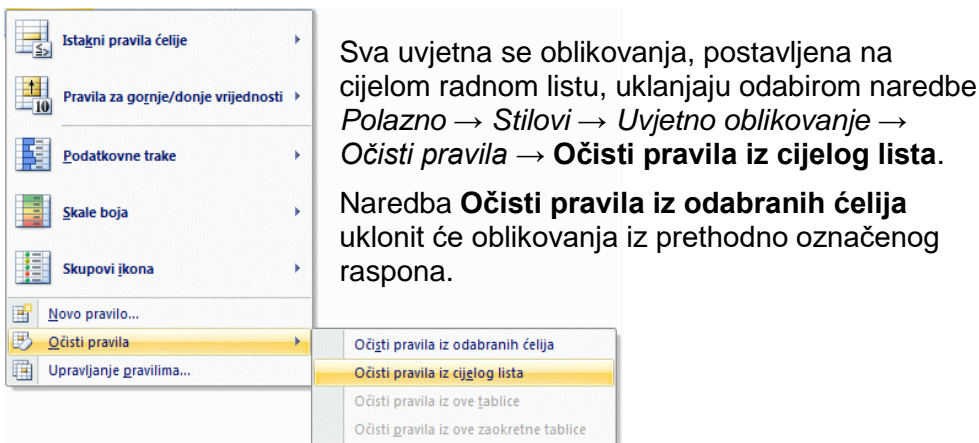 Istakni pravila ćelije
Pravila za gornje/donje vrijednosti
10
Podatkovne trake
Skale boja
Skupovi ikona
Novo pravilo...
Očisti pravila
Upravljanje pravilima...
Sva uvjetna se oblikovanja, postavljena na
cijelom radnom listu, uklanjaju odabirom naredbe
Polazno → Stilovi → Uvjetno oblikovanje →
Očisti pravila → Očisti pravila iz cijelog lista.
Naredba Očisti pravila iz odabranih ćelija
uklonit će oblikovanja iz prethodno označenog
raspona.
Očisti pravila iz odabranih ćelija
Očisti pravila iz cijelog lista
Očisti pravila iz ove tablice
Očisti pravila iz ove zaokretne tablice